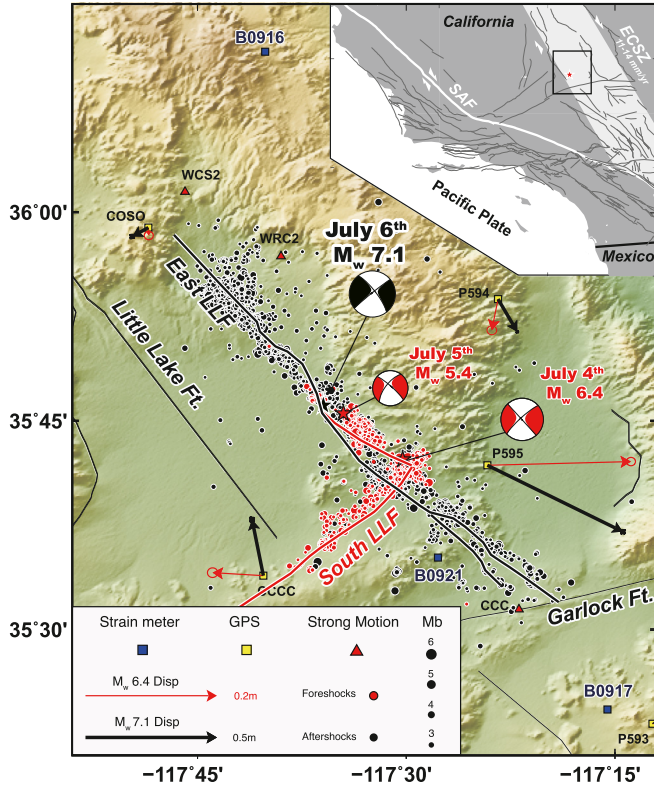 California
ECSZ
11-14 mm/yr
SAF
Pacific Plate
Mexico
B0916
36°00'
WCS2
COSO
WRC2
July 6th
Mw 7.1
P594
East LLF
Little Lake Ft.
July 5th
Mw 5.4
July 4th
Mw 6.4
35°45'
P595
South LLF
B0921
CCCC
CCC
Garlock Ft.
35°30'
Strain meter GPS Strong Motion Mb
6
Mw 6.4 Disp
0.2m
Foreshocks
5
4
Mw 7.1 Disp
0.5m
Aftershocks
3
B0917
P593
−117°45' −117°30' −117°15'